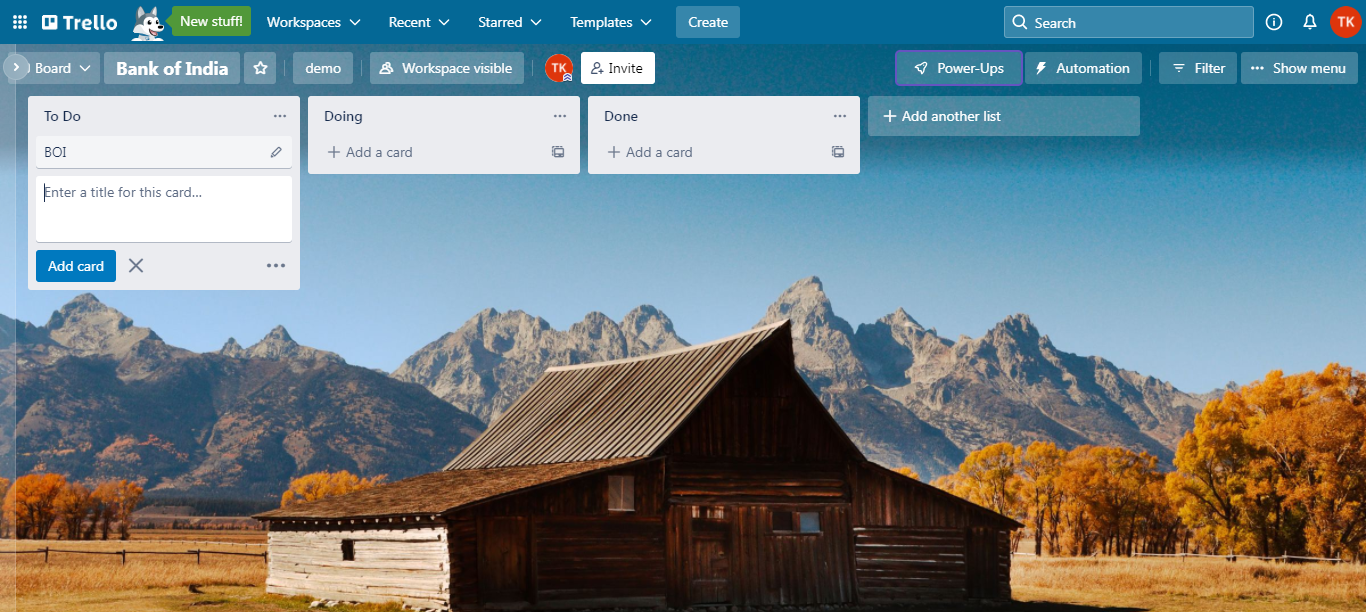 Trello
New stuff!
Workspaces
Recent
Starred
Templates
Create
Search
TK
Board
Bank of India
demo
Workspace visible
TK
Invite
Power-Ups
Automation
Filter
Show menu
To Do
BOI
Enter a title for this card...
Add card
Doing
Add a card
Done
Add a card
Add another list